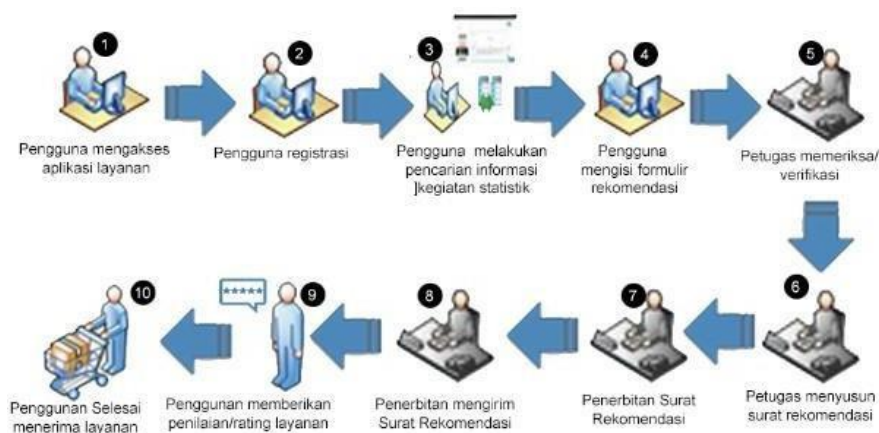 1
Pengguna mengakses
aplikasi layanan
2
Pengguna registrasi
3
Pengguna melakukan
pencarian informasi
]kegiatan statistik
4
Pengguna
mengisi formulir
rekomendasi
5
Petugas memeriksa/
verifikasi
6
Petugas menyusun
surat rekomendasi
7
Penerbitan Surat
Rekomendasi
8
Penerbitan mengirim
Surat Rekomendasi
*****
9
Penggunan memberikan
penilaian/rating layanan
10
Penggunan Selesai
menerima layanan